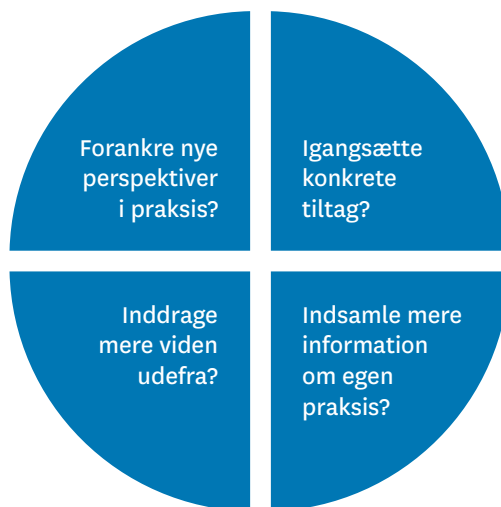 Forankre nye
perspektiver
i praksis?
Igangsætte
konkrete
tiltag?
Inddrage
mere viden
udefra?
Indsamle mere
information
om egen
praksis?